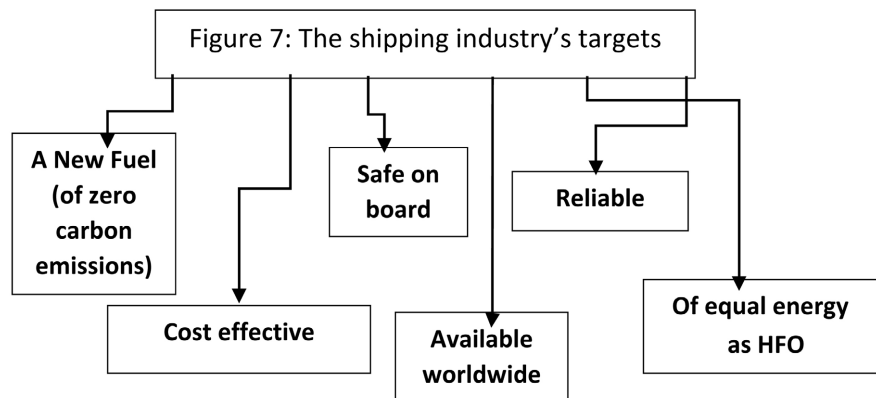 Figure 7: The shipping industry's targets
A New Fuel
(of zero
carbon
emissions)
Cost effective
Safe on
board
Available
worldwide
Reliable
Of equal energy
as HFO